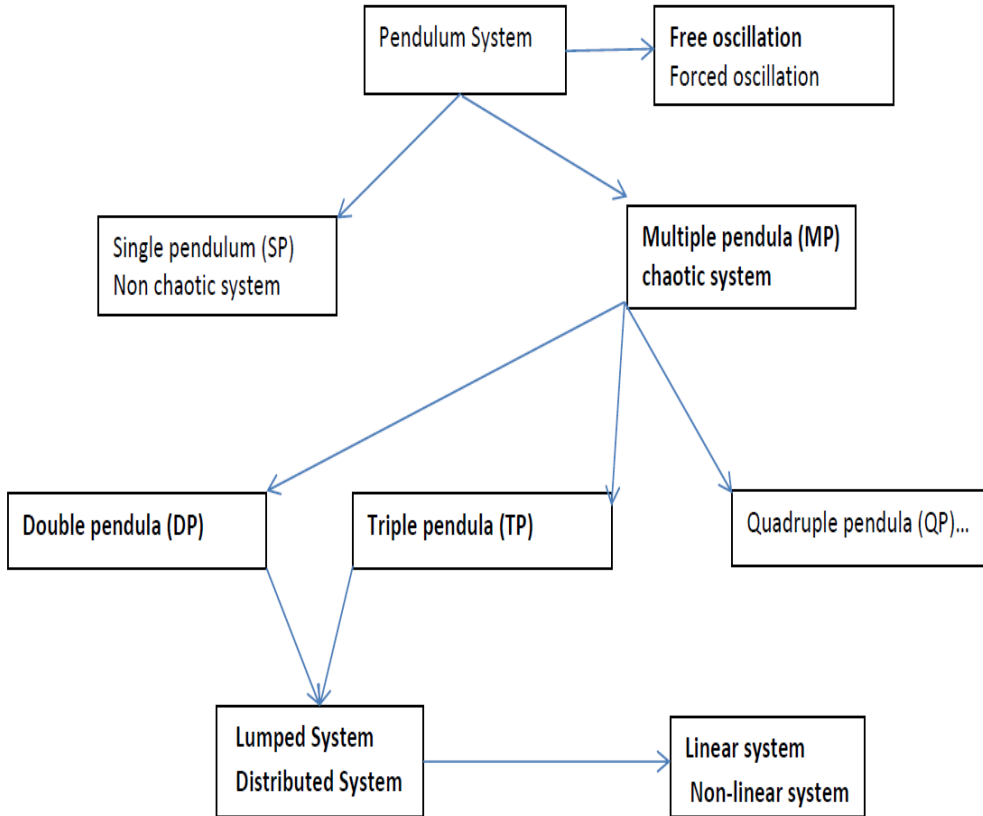 Pendulum System
Free oscillation
Forced oscillation
Single pendulum (SP)
Non chaotic system
Multiple pendula (MP)
chaotic system
Double pendula (DP)
Triple pendula (TP)
Quadruple pendula (QP)...
Lumped System
Distributed System
Linear system
Non-linear system